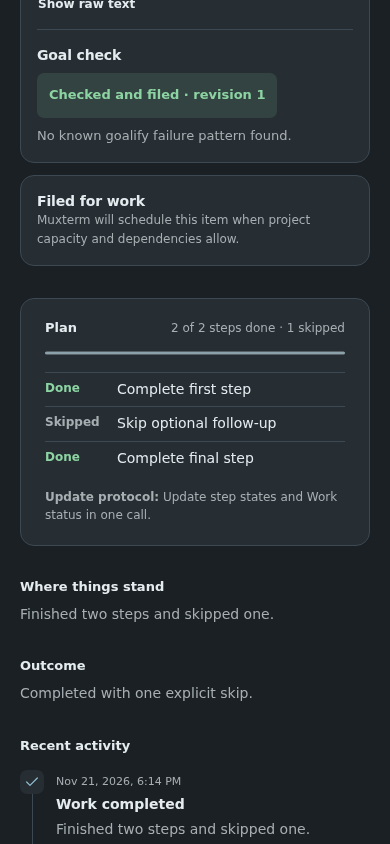 Show raw text
Goal check
Checked and filed · revision 1
No known goalify failure pattern found.
Filed for work
Muxterm will schedule this item when project
capacity and dependencies allow.
Plan
2 of 2 steps done · 1 skipped
Done Complete first step
Skipped Skip optional follow-up
Done Complete final step
Update protocol: Update step states and Work
status in one call.
Where things stand
Finished two steps and skipped one.
Outcome
Completed with one explicit skip.
Recent activity
Nov 21, 2026, 6:14 PM
Work completed
Finished two steps and skipped one.